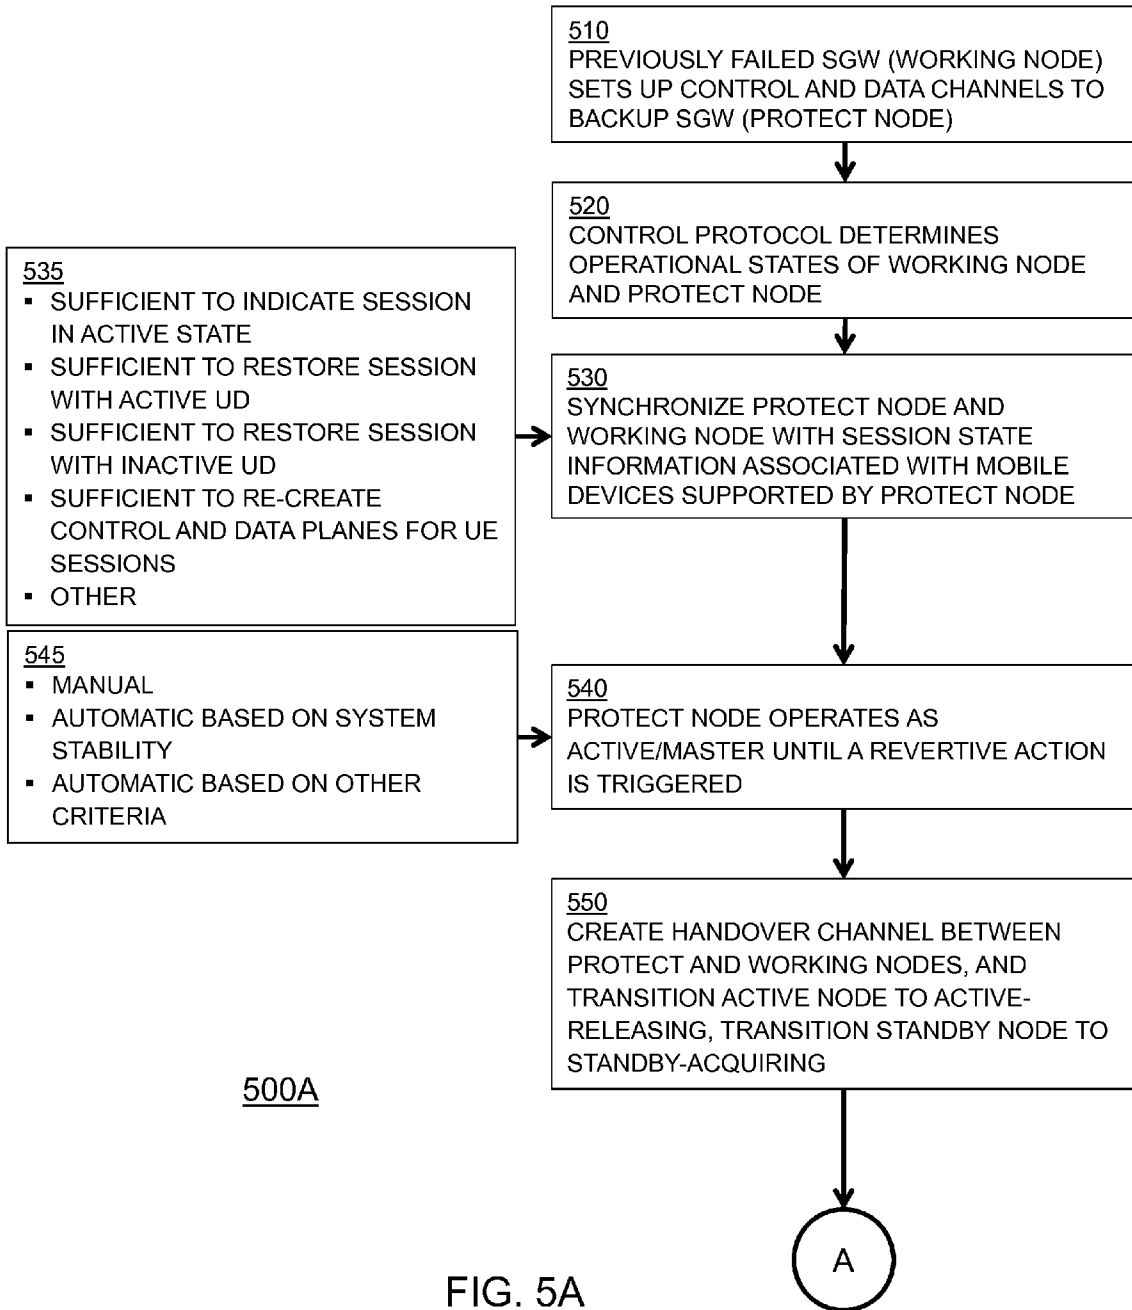 510
PREVIOUSLY FAILED SGW (WORKING NODE)
SETS UP CONTROL AND DATA CHANNELS TO
BACKUP SGW (PROTECT NODE)
520
CONTROL PROTOCOL DETERMINES
OPERATIONAL STATES OF WORKING NODE
AND PROTECT NODE
535
▪ SUFFICIENT TO INDICATE SESSION
IN ACTIVE STATE
▪ SUFFICIENT TO RESTORE SESSION
WITH ACTIVE UD
▪ SUFFICIENT TO RESTORE SESSION
WITH INACTIVE UD
▪ SUFFICIENT TO RE-CREATE
CONTROL AND DATA PLANES FOR UE
SESSIONS
▪ OTHER
530
SYNCHRONIZE PROTECT NODE AND
WORKING NODE WITH SESSION STATE
INFORMATION ASSOCIATED WITH MOBILE
DEVICES SUPPORTED BY PROTECT NODE
545
▪ MANUAL
▪ AUTOMATIC BASED ON SYSTEM
STABILITY
▪ AUTOMATIC BASED ON OTHER
CRITERIA
540
PROTECT NODE OPERATES AS
ACTIVE/MASTER UNTIL A REVERTIVE ACTION
IS TRIGGERED
550
CREATE HANDOVER CHANNEL BETWEEN
PROTECT AND WORKING NODES, AND
TRANSITION ACTIVE NODE TO ACTIVE-
RELEASING, TRANSITION STANDBY NODE TO
STANDBY-ACQUIRING
500A
A
FIG. 5A